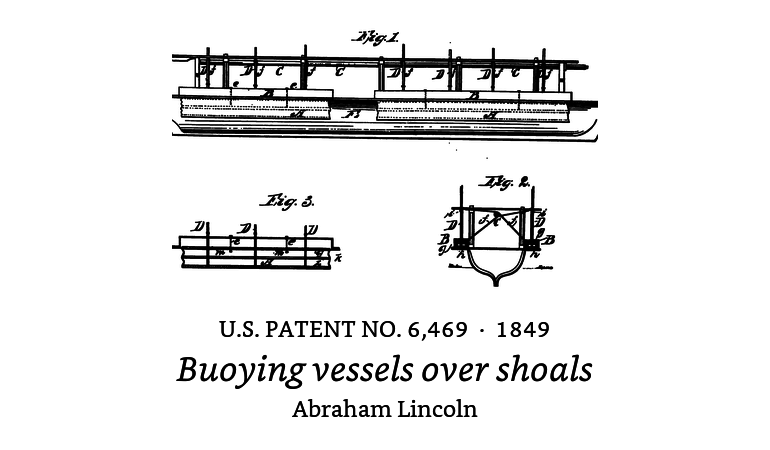 Fig. 1.
D f D f C f C D f D f D f C D f
e e
B B
A A
Fig. 2.
Fig. 3.
D D D
e e
m m
A
B B
U.S. PATENT NO. 6,469 · 1849
Buoying vessels over shoals
Abraham Lincoln